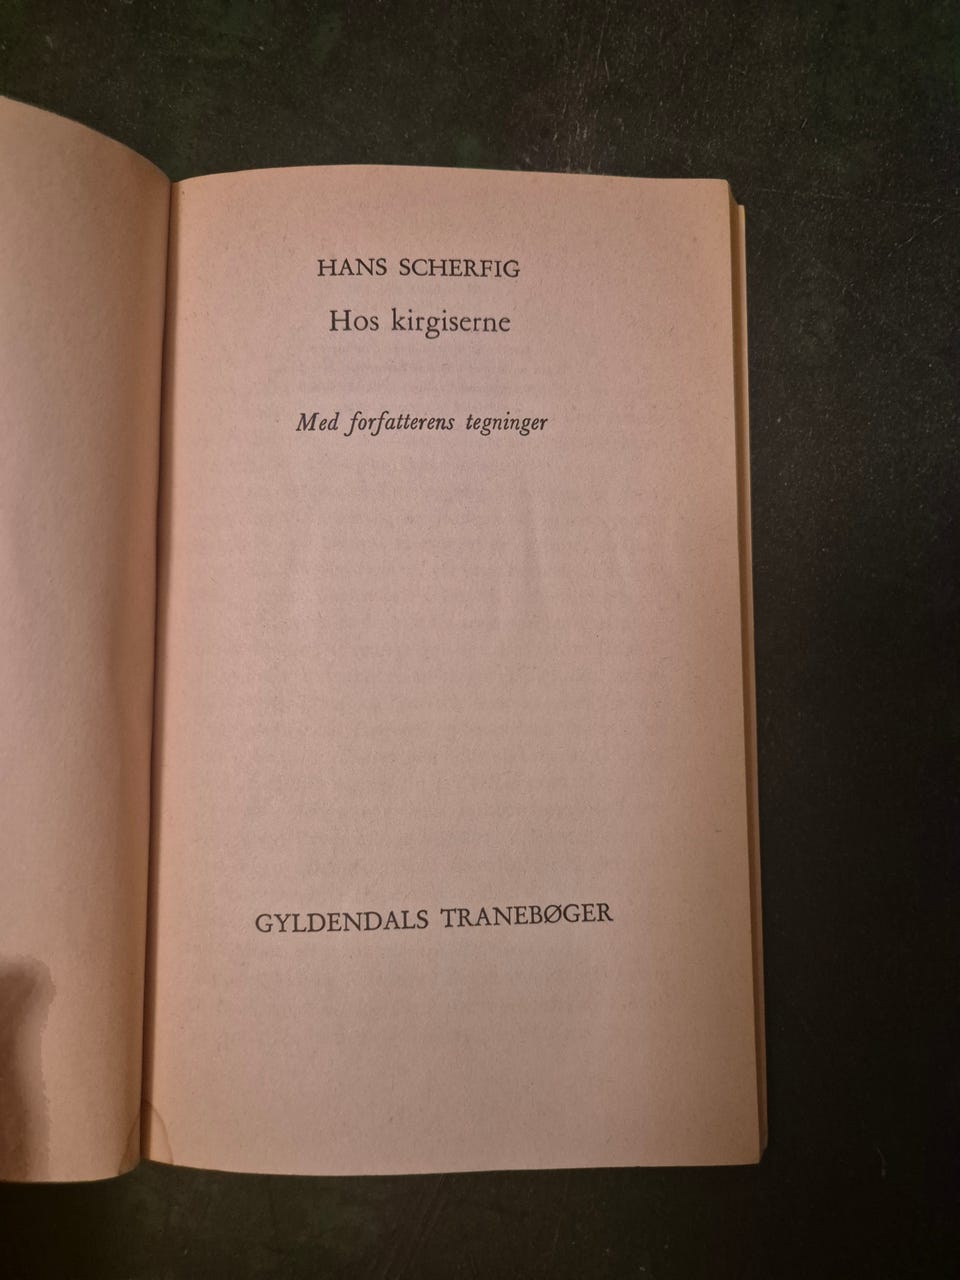 HANS SCHERFIG
Hos kirgiserne
Med forfatterens tegninger
GYLDENDALS TRANEBØGER